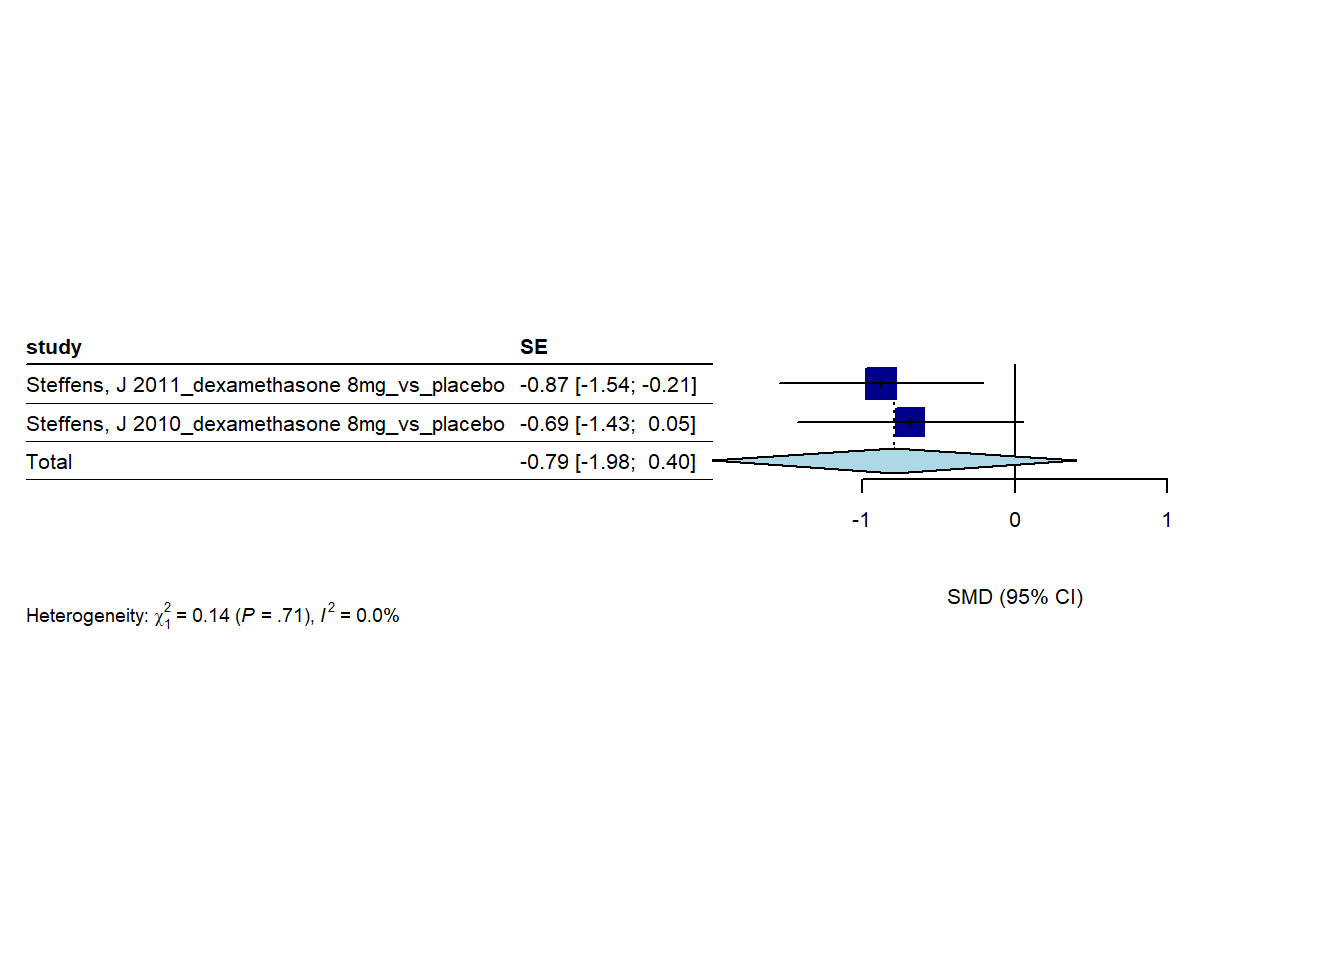 study SE
Steffens, J 2011_dexamethasone 8mg_vs_placebo -0.87 [-1.54; -0.21]
Steffens, J 2010_dexamethasone 8mg_vs_placebo -0.69 [-1.43; 0.05]
Total -0.79 [-1.98; 0.40]
-1 0 1
SMD (95% CI)
Heterogeneity: χ²₁ = 0.14 (P = .71), I² = 0.0%